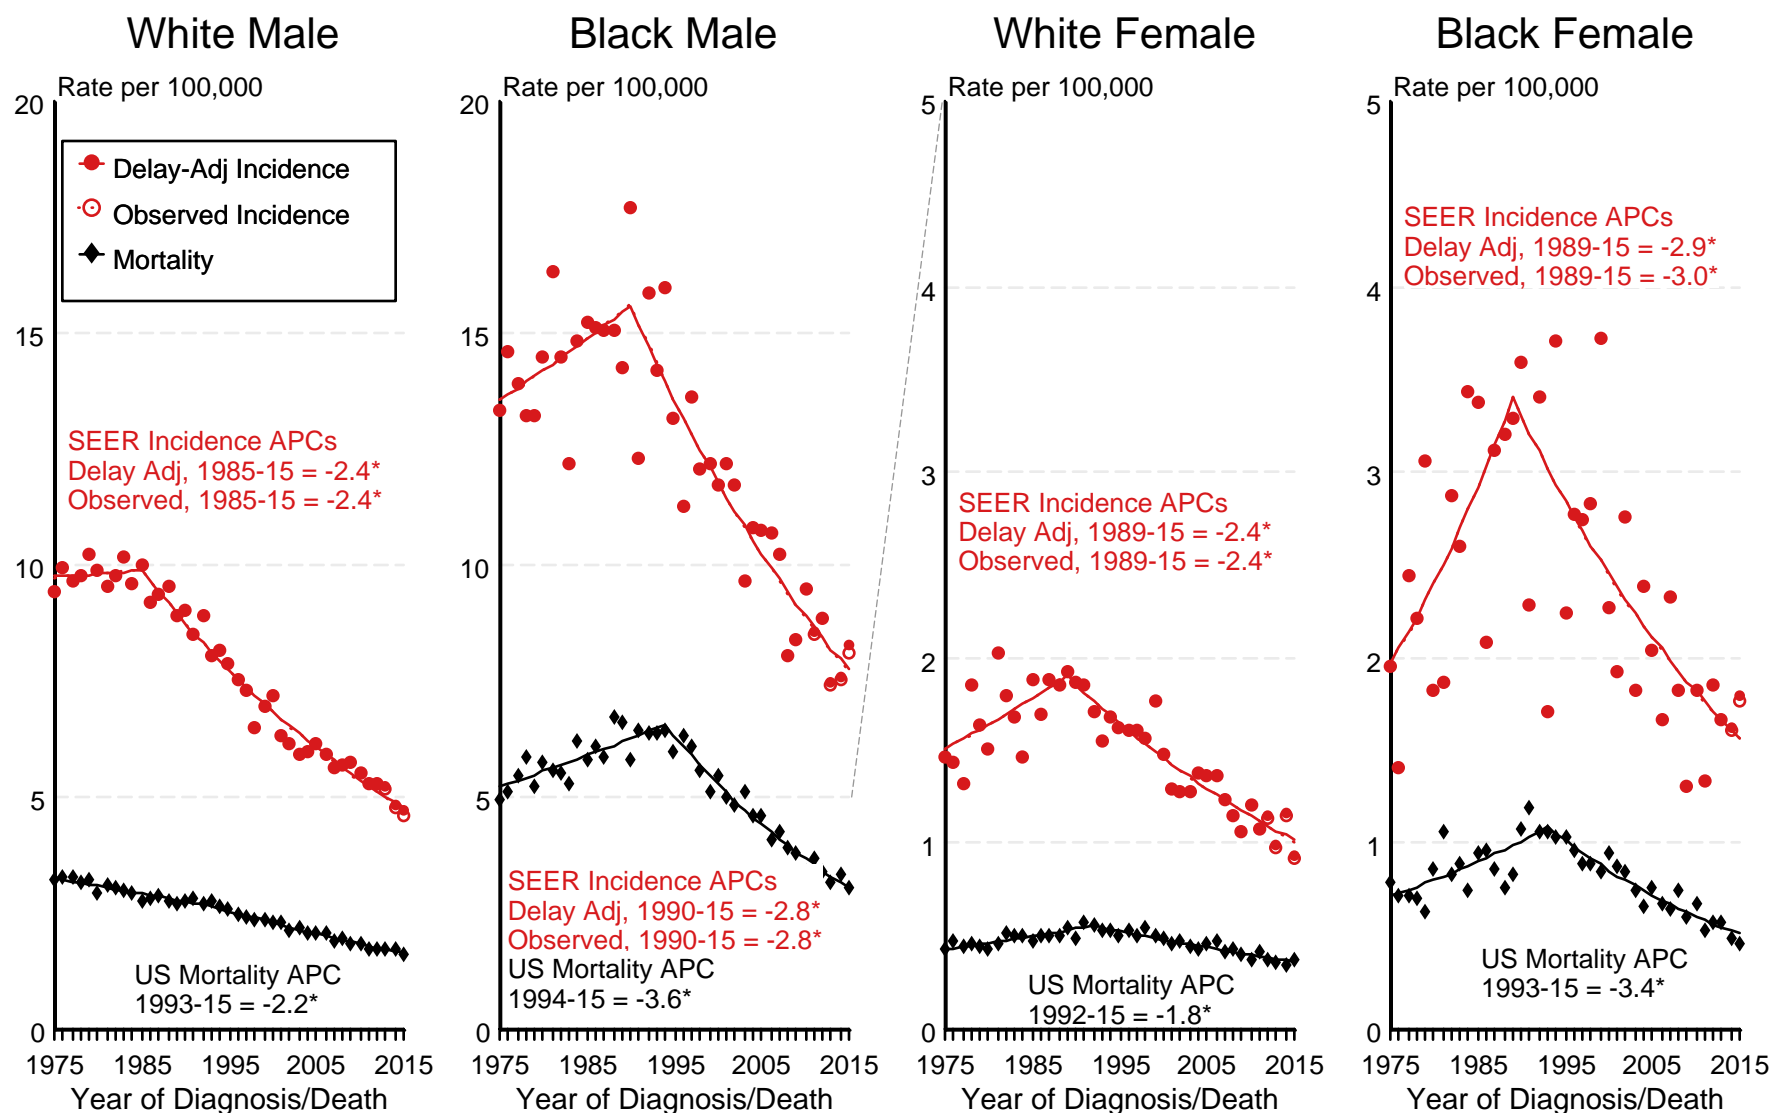 White Male
Rate per 100,000
20
15
10
5
0
Delay-Adj Incidence
Observed Incidence
Mortality
SEER Incidence APCs
Delay Adj, 1985-15 = -2.4*
Observed, 1985-15 = -2.4*
US Mortality APC
1993-15 = -2.2*
1975 1985 1995 2005 2015
Year of Diagnosis/Death
Black Male
Rate per 100,000
20
15
10
5
0
SEER Incidence APCs
Delay Adj, 1990-15 = -2.8*
Observed, 1990-15 = -2.8*
US Mortality APC
1994-15 = -3.6*
1975 1985 1995 2005 2015
Year of Diagnosis/Death
White Female
Rate per 100,000
5
4
3
2
1
0
SEER Incidence APCs
Delay Adj, 1989-15 = -2.4*
Observed, 1989-15 = -2.4*
US Mortality APC
1992-15 = -1.8*
1975 1985 1995 2005 2015
Year of Diagnosis/Death
Black Female
Rate per 100,000
5
4
3
2
1
0
SEER Incidence APCs
Delay Adj, 1989-15 = -2.9*
Observed, 1989-15 = -3.0*
US Mortality APC
1993-15 = -3.4*
1975 1985 1995 2005 2015
Year of Diagnosis/Death